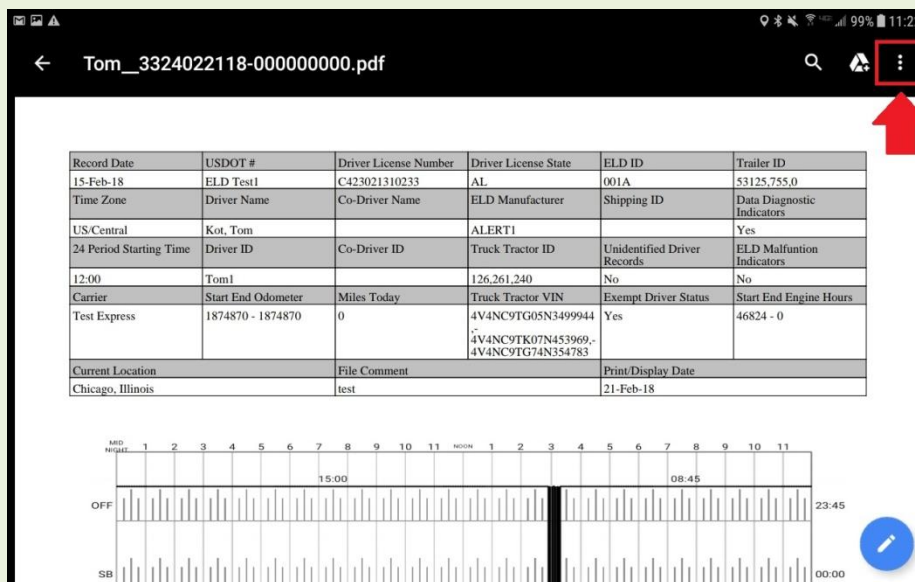 99% 11:2
Tom__3324022118-000000000.pdf
Record Date USDOT # Driver License Number Driver License State ELD ID Trailer ID
15-Feb-18 ELD Test1 C423021310233 AL 001A 53125,755,0
Time Zone Driver Name Co-Driver Name ELD Manufacturer Shipping ID Data Diagnostic
Indicators
US/Central Kot, Tom ALERT1 Yes
24 Period Starting Time Driver ID Co-Driver ID Truck Tractor ID Unidentified Driver ELD Malfuntion
Records Indicators
12:00 Tom1 126,261,240 No No
Carrier Start End Odometer Miles Today Truck Tractor VIN Exempt Driver Status Start End Engine Hours
Test Express 1874870 - 1874870 0 4V4NC9TG05N3499944 Yes 46824 - 0
,-
4V4NC9TK07N453969,-
4V4NC9TG74N354783
Current Location File Comment Print/Display Date
Chicago, Illinois test 21-Feb-18
MID
NIGHT 1 2 3 4 5 6 7 8 9 10 11 NOON 1 2 3 4 5 6 7 8 9 10 11
15:00 08:45
OFF 23:45
SB 00:00